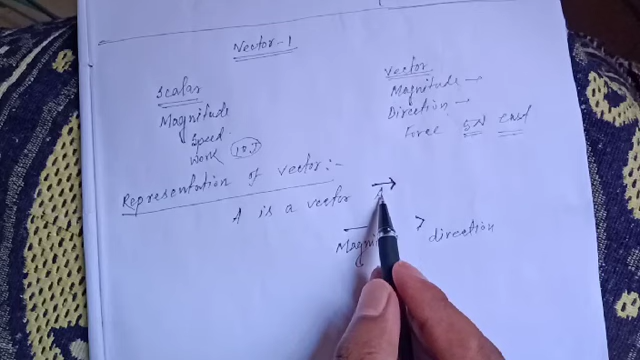 Vector-1
Scalar
Magnitude
Speed
Work 10J
Vector
Magnitude →
Direction →
Force 5N east
Representation of vector:-
A is a vector A
Magni
> direction